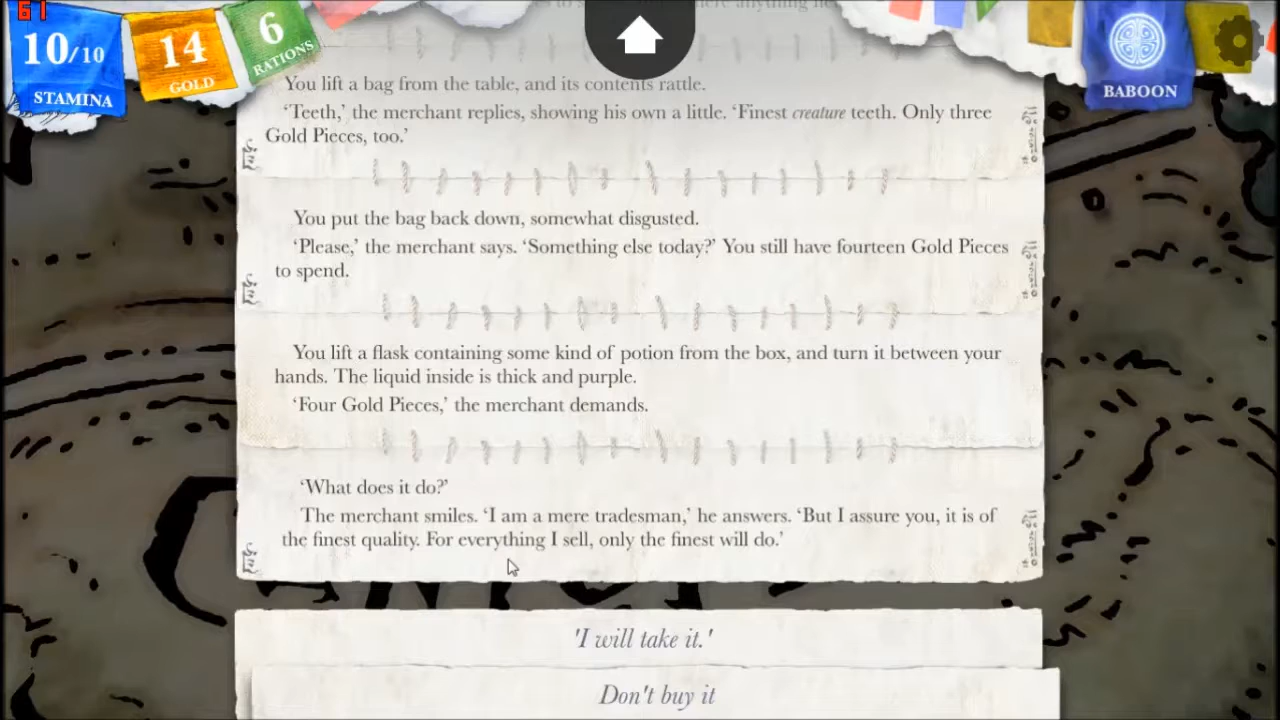 61
10/10
STAMINA
14
GOLD
6
RATIONS
BABOON
You lift a bag from the table, and its contents rattle.
‘Teeth,’ the merchant replies, showing his own a little. ‘Finest creature teeth. Only three
Gold Pieces, too.’
You put the bag back down, somewhat disgusted.
‘Please,’ the merchant says. ‘Something else today?’ You still have fourteen Gold Pieces
to spend.
You lift a flask containing some kind of potion from the box, and turn it between your
hands. The liquid inside is thick and purple.
‘Four Gold Pieces,’ the merchant demands.
‘What does it do?’
The merchant smiles. ‘I am a mere tradesman,’ he answers. ‘But I assure you, it is of
the finest quality. For everything I sell, only the finest will do.’
'I will take it.'
Don't buy it